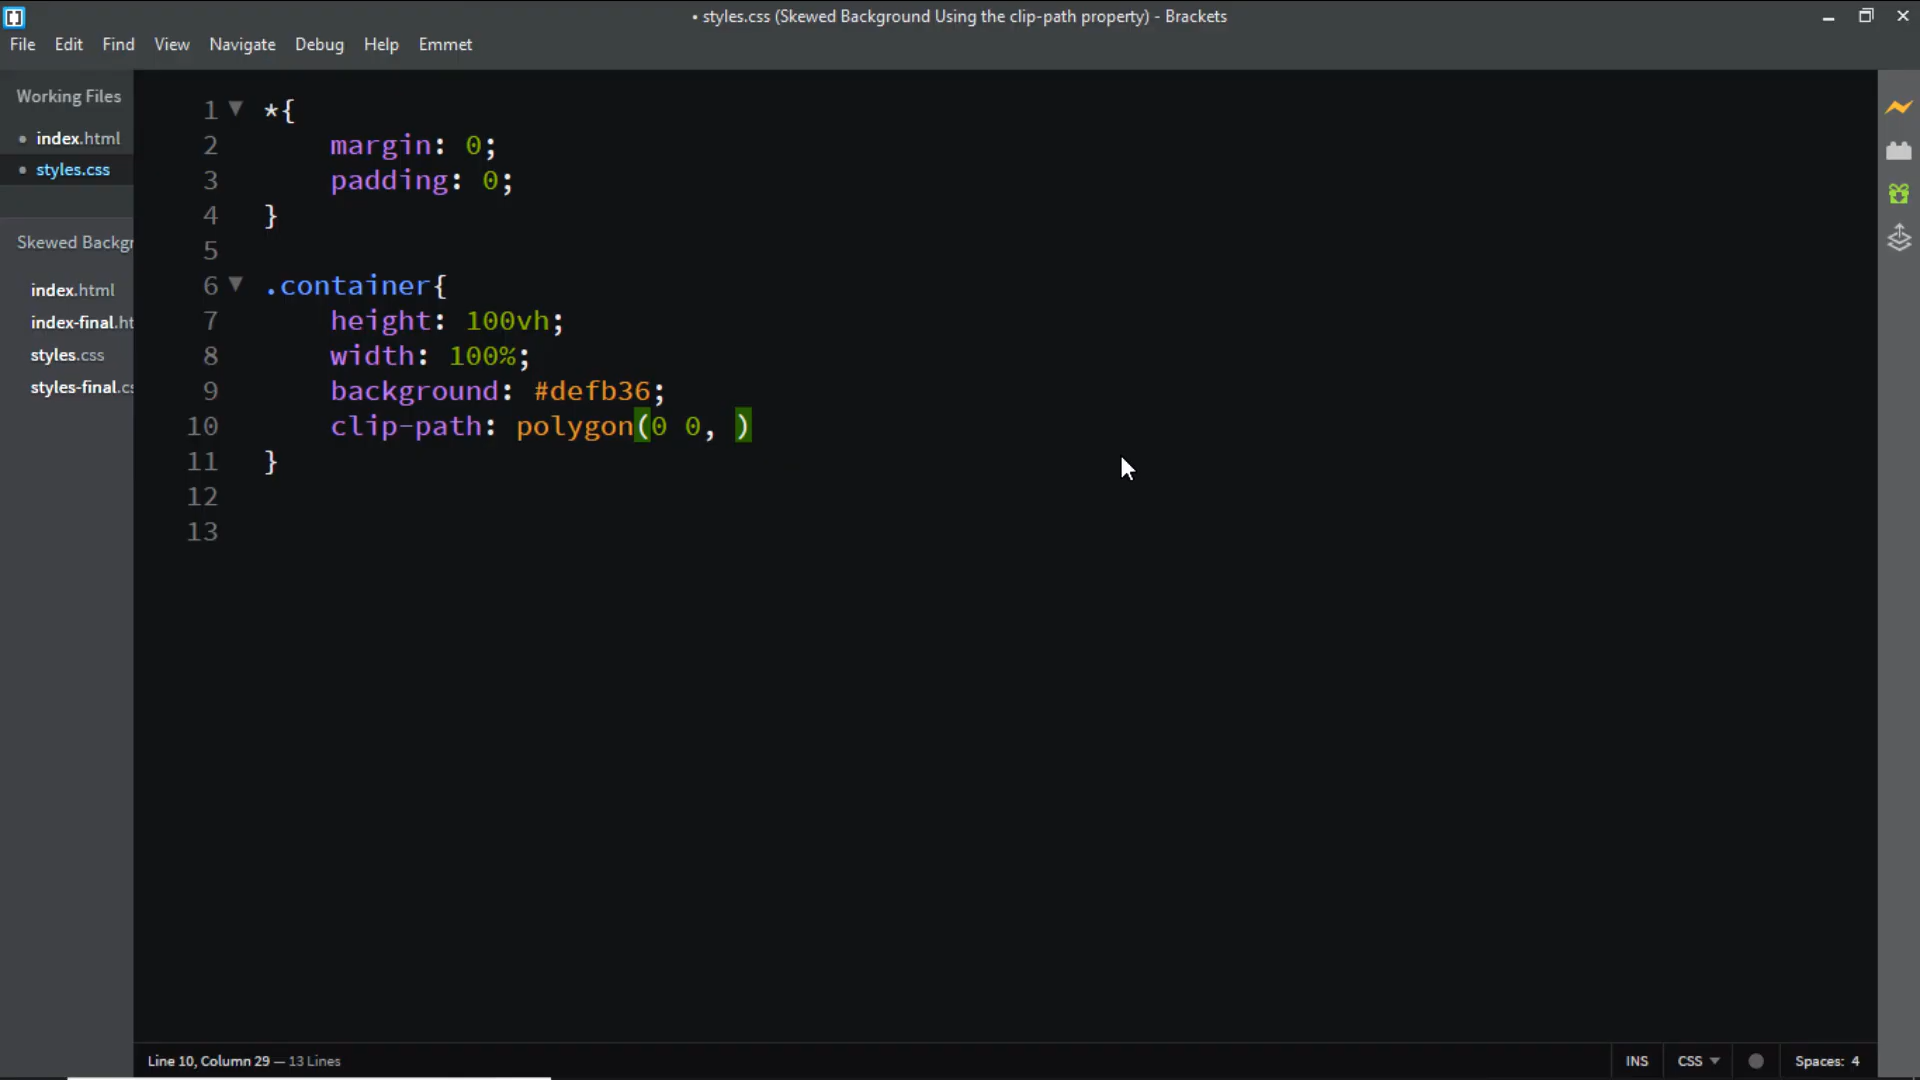 • styles.css (Skewed Background Using the clip-path property) - Brackets
File Edit Find View Navigate Debug Help Emmet
Working Files
• index.html
• styles.css
Skewed Backgr
index.html
index-final.ht
styles.css
styles-final.cs
1 ▼ *{
2 margin: 0;
3 padding: 0;
4 }
5
6 ▼ .container{
7 height: 100vh;
8 width: 100%;
9 background: #defb36;
10 clip-path: polygon(0 0, )
11 }
12
13
Line 10, Column 29 — 13 Lines
INS CSS ▼ Spaces: 4